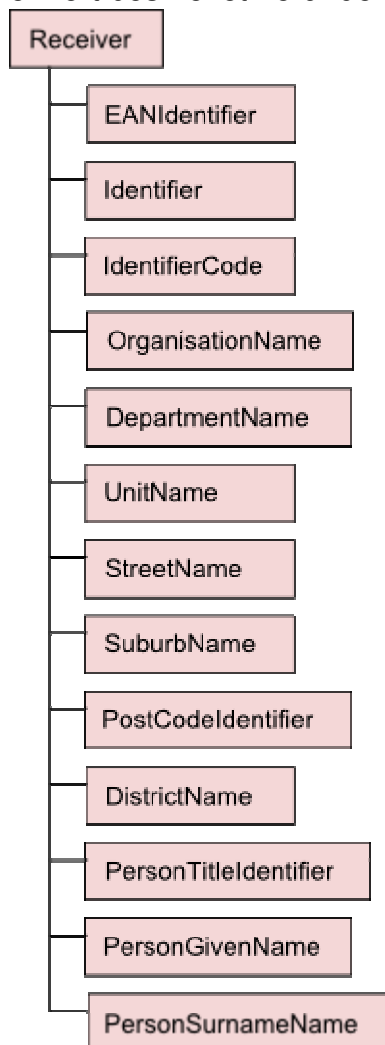 Receiver
EANIdentifier
Identifier
IdentifierCode
OrganisationName
DepartmentName
UnitName
StreetName
SuburbName
PostCodeIdentifier
DistrictName
PersonTitleIdentifier
PersonGivenName
PersonSurnameName